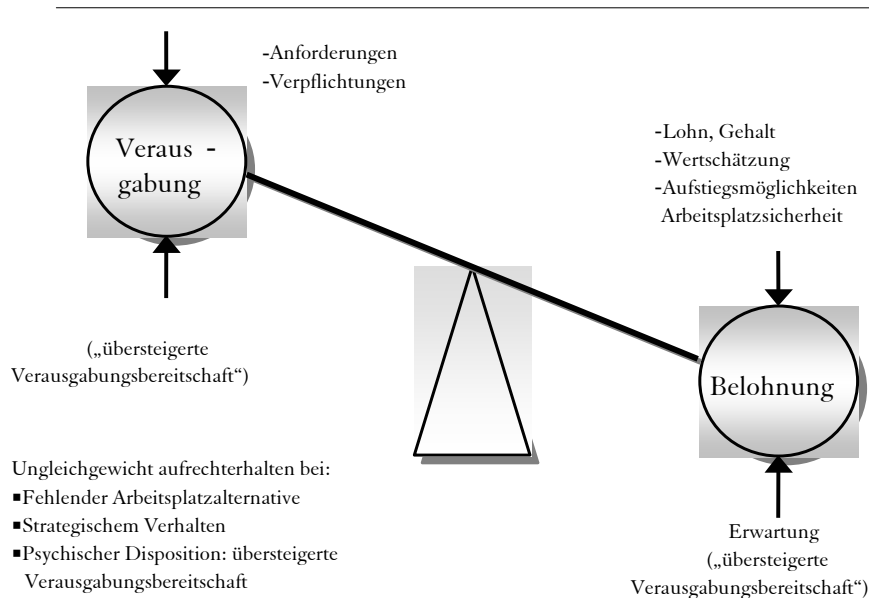 -Anforderungen
-Verpflichtungen
Veraus -
gabung
-Lohn, Gehalt
-Wertschätzung
-Aufstiegsmöglichkeiten
Arbeitsplatzsicherheit
(„übersteigerte
Verausgabungsbereitschaft“)
Belohnung
Ungleichgewicht aufrechterhalten bei:
▪Fehlender Arbeitsplatzalternative
▪Strategischem Verhalten
▪Psychischer Disposition: übersteigerte
Verausgabungsbereitschaft
Erwartung
(„übersteigerte
Verausgabungsbereitschaft“)